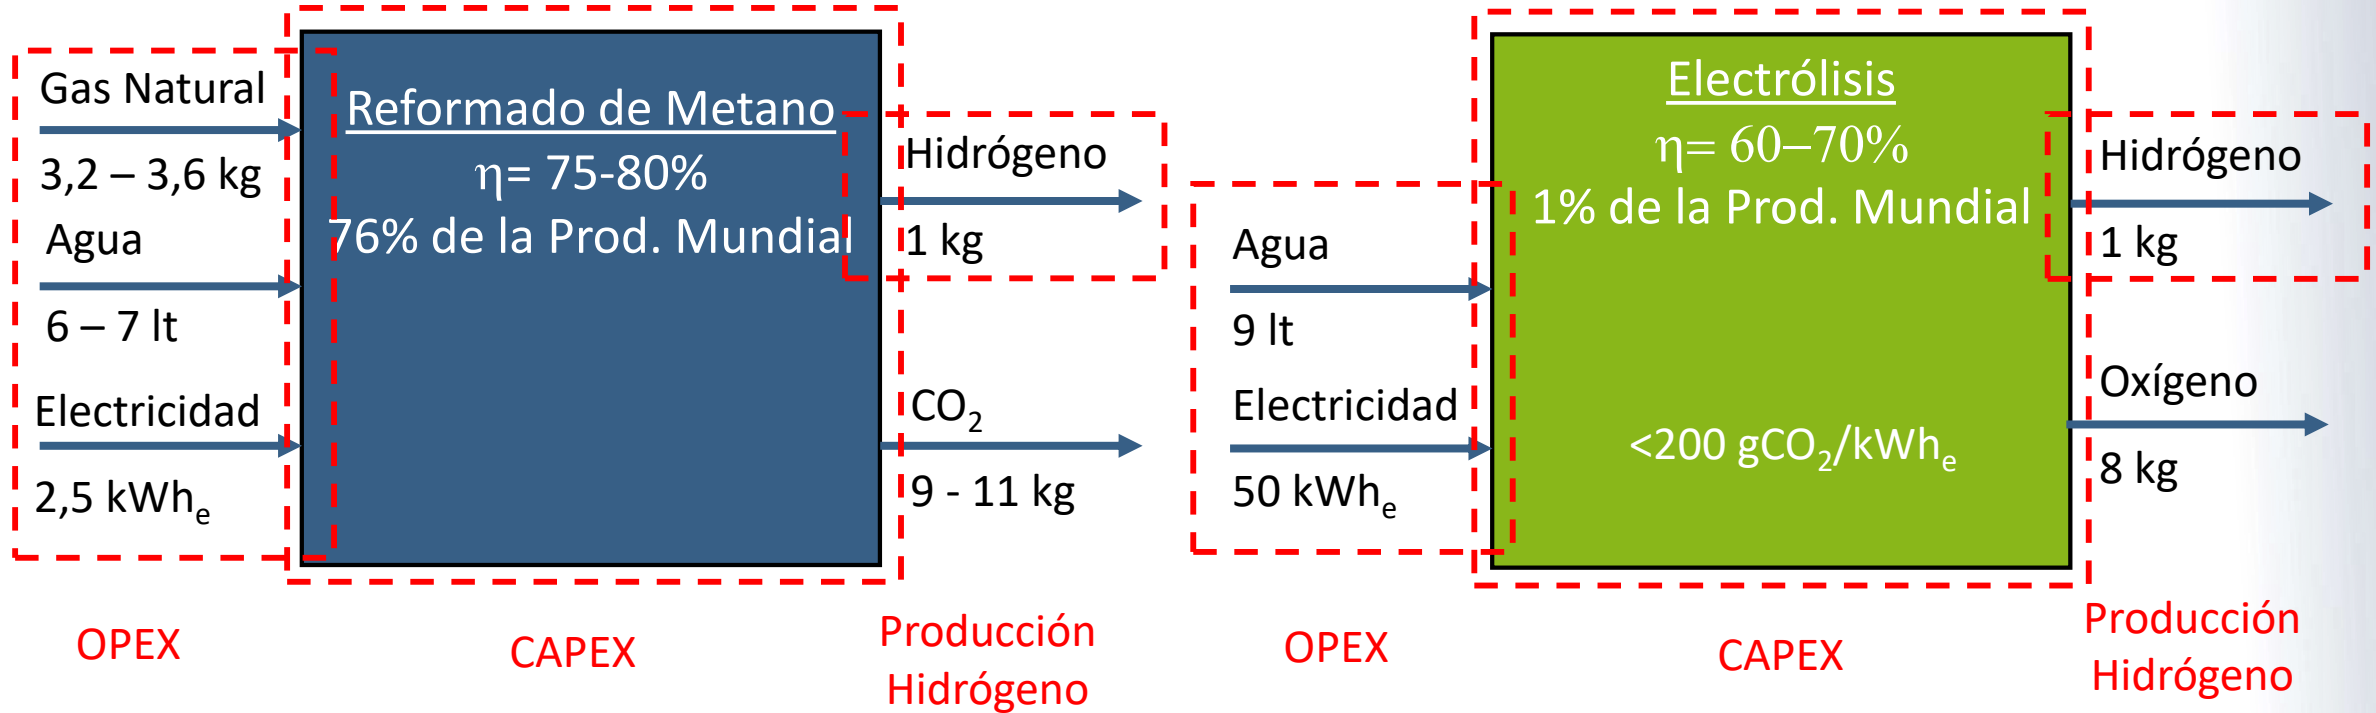 Gas Natural
3,2 – 3,6 kg
Agua
6 – 7 lt
Electricidad
2,5 kWhe
Reformado de Metano
η= 75-80%
76% de la Prod. Mundial
Hidrógeno
1 kg
CO2
9 - 11 kg
OPEX
CAPEX
Producción
Hidrógeno
Agua
9 lt
Electricidad
50 kWhe
Electrólisis
η= 60–70%
1% de la Prod. Mundial
<200 gCO2/kWhe
Hidrógeno
1 kg
Oxígeno
8 kg
OPEX
CAPEX
Producción
Hidrógeno